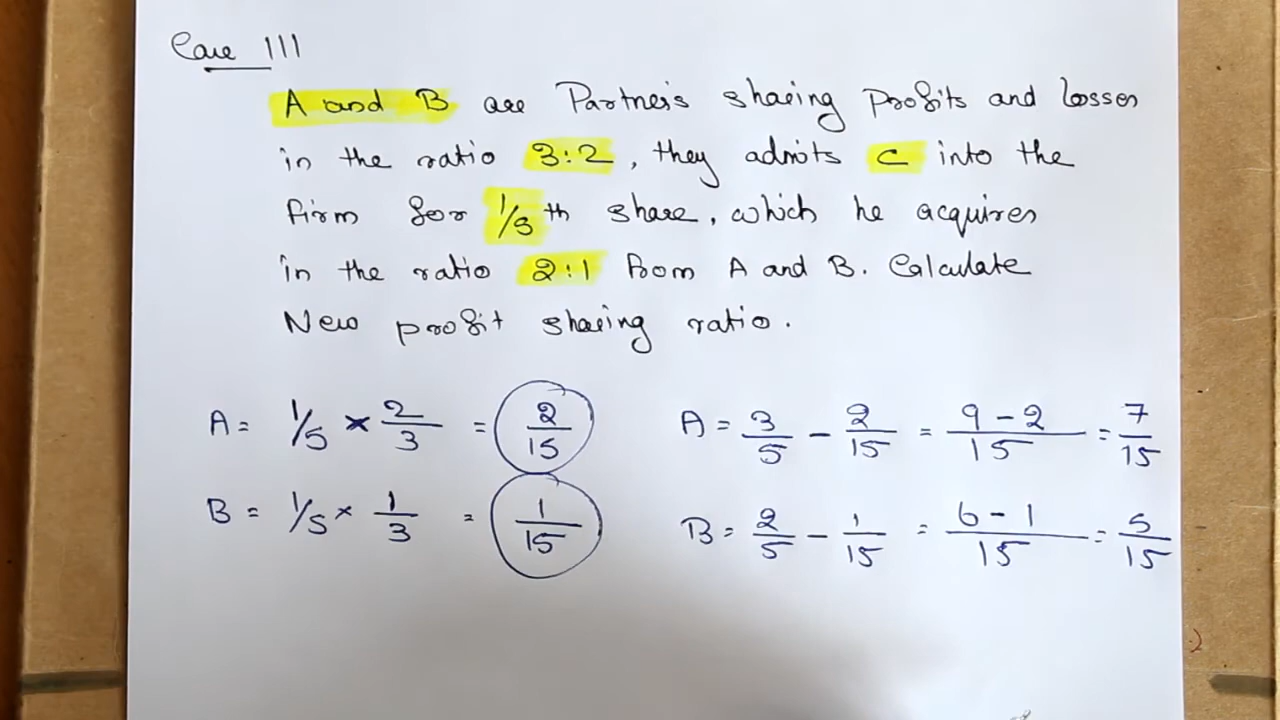 Case III
A and B are Partners sharing profits and losses
in the ratio 3:2, they admits C into the
firm for 1/5th share, which he acquires
in the ratio 2:1 from A and B. Calculate
New profit sharing ratio.
A = 1/5 × 2/3 = 2/15
B = 1/5 × 1/3 = 1/15
A = 3/5 - 2/15 = 9-2/15 = 7/15
B = 2/5 - 1/15 = 6-1/15 = 5/15